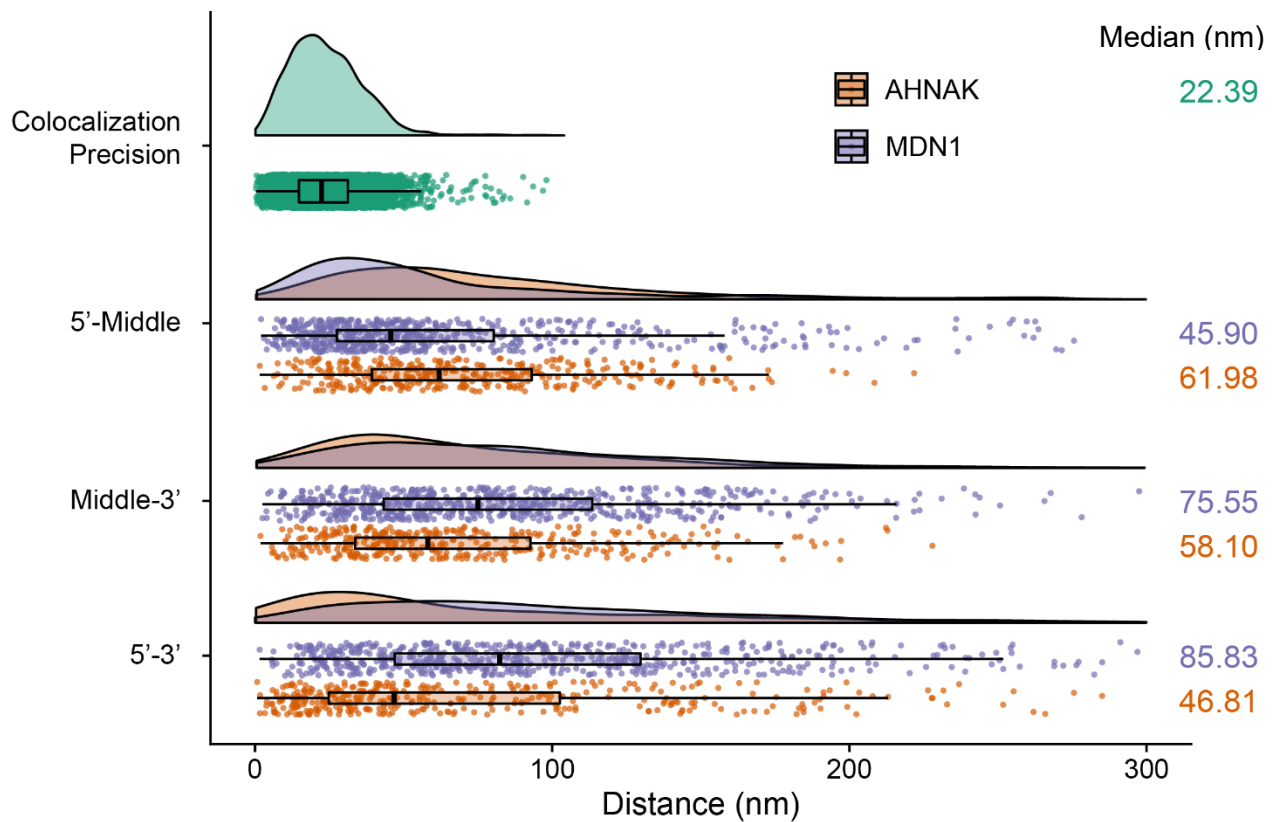 Median (nm)
AHNAK
22.39
MDN1
Colocalization
Precision
5’-Middle
45.90
61.98
Middle-3’
75.55
58.10
5’-3’
85.83
46.81
0
100
200
300
Distance (nm)